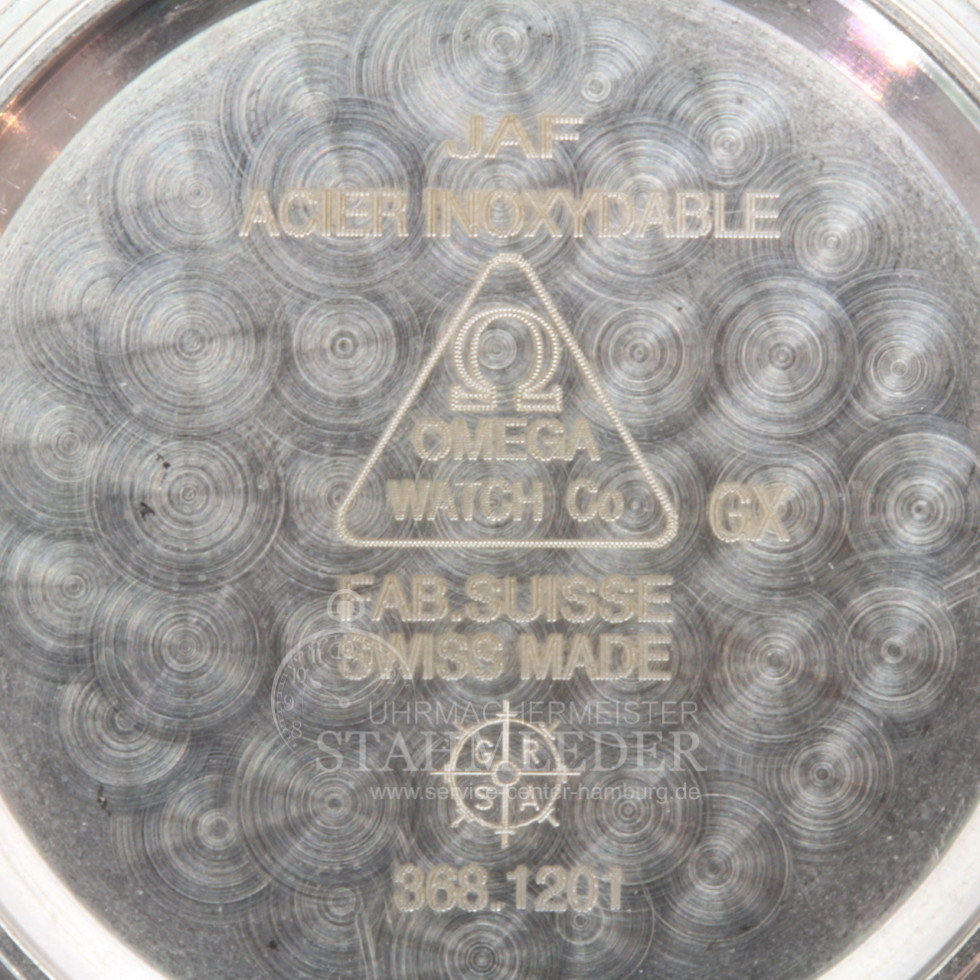 JAF
ACIER INOXYDABLE
Ω
OMEGA
WATCH Co
GX
FAB.SUISSE
SWISS MADE
UHRMACHERMEISTER
STAHLREDER
G R
S A
www.service-center-hamburg.de
368.1201